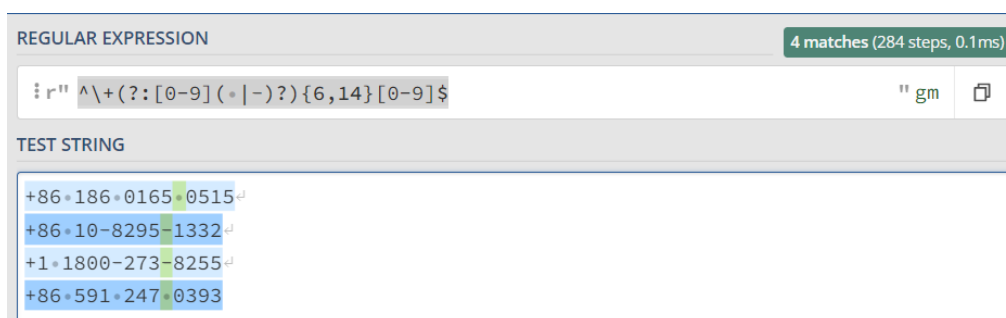 REGULAR EXPRESSION
4 matches (284 steps, 0.1ms)
r" ^\+(?:[0-9](•|-)?){6,14}[0-9]$ " gm
TEST STRING
+86•186•0165•0515↵
+86•10-8295-1332↵
+1•1800-273-8255↵
+86•591•247•0393